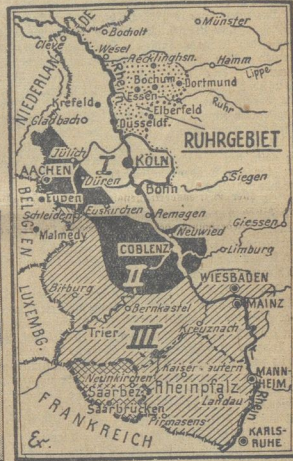 NIEDERLANDE
Cleve
Bocholt
Münster
Wesel
Rhein
Recklinghsn.
Hamm
Lippe
Bochum
Dortmund
Essen
Ruhr
Krefeld
Elberfeld
Gladbach
Düsseldf.
RUHRGEBIET
Jülich
I
KÖLN
AACHEN
Düren
Siegen
Bonn
Eupen
BELGIEN
Euskirchen
Remagen
Schleiden
Giessen
Neuwied
Malmedy
COBLENZ
Limburg
II
LUXEMBG.
WIESBADEN
Bitburg
MAINZ
Bernkastel
Kreuznach
Trier
III
Kaiserslautern
MANN-
HEIM
Neunkirchen
Rheinpfalz
Saarbez.
Landau
Rhein
Saarbrücken
Pirmasens
FRANKREICH
KARLS-
RUHE